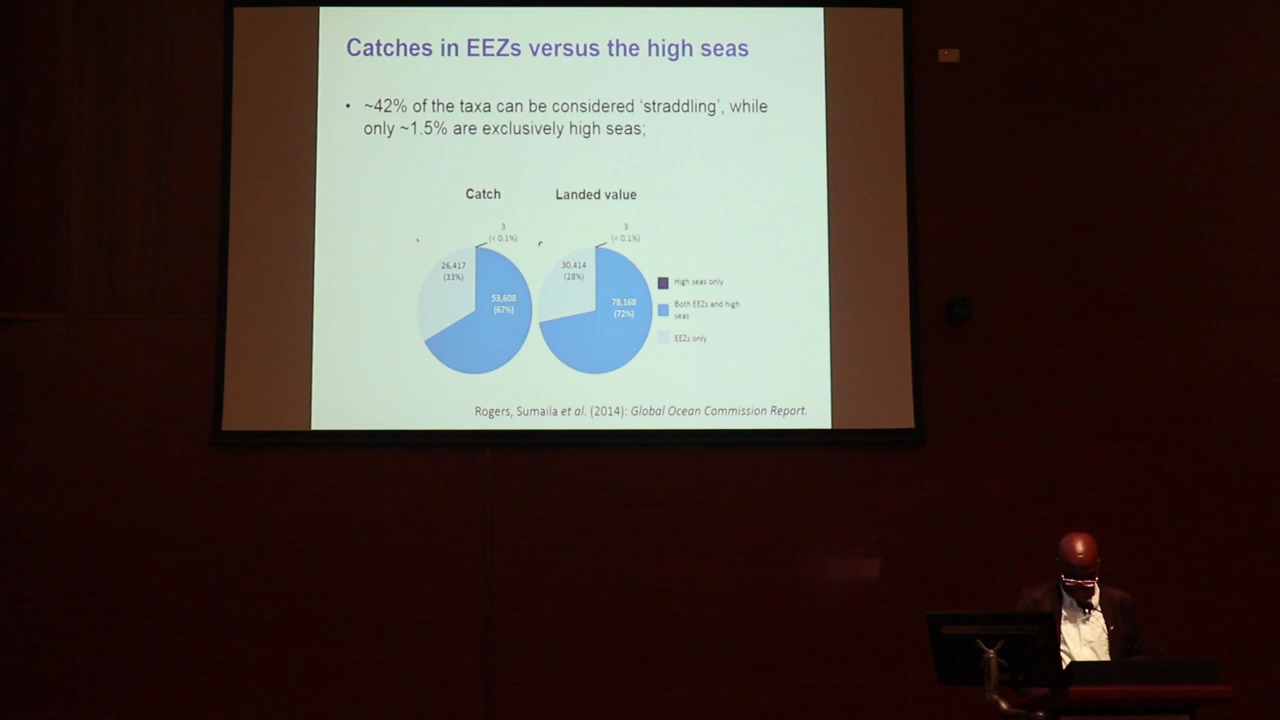 Catches in EEZs versus the high seas
• ~42% of the taxa can be considered 'straddling', while
only ~1.5% are exclusively high seas;
Catch
Landed value
3
(< 0.1%)
26,417
(33%)
53,608
(67%)
3
(< 0.1%)
30,414
(28%)
78,168
(72%)
High seas only
Both EEZs and high
seas
EEZs only
Rogers, Sumaila et al. (2014): Global Ocean Commission Report.